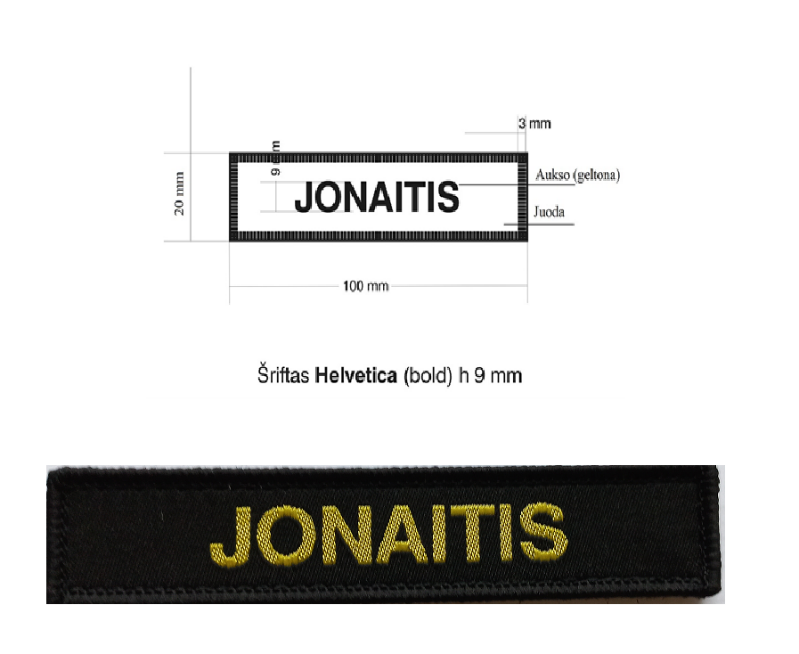 3 mm
9 mm
Aukso (geltona)
20 mm
JONAITIS
Juoda
100 mm
Šriftas Helvetica (bold) h 9 mm
JONAITIS